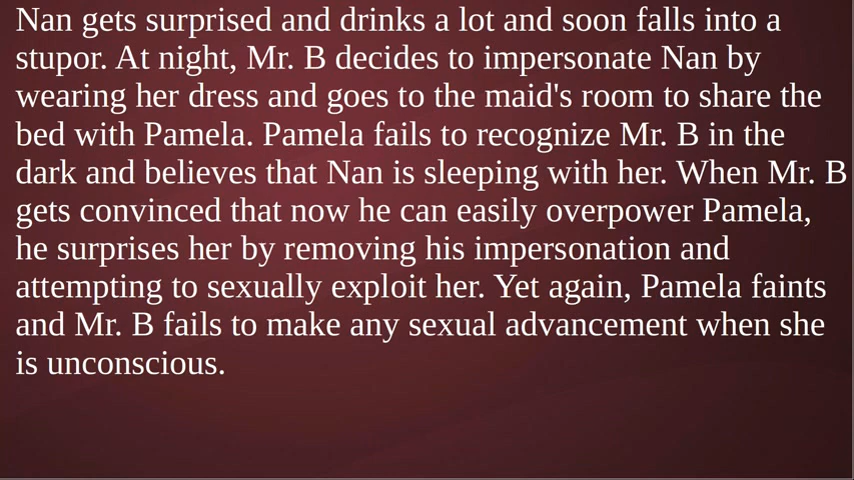 Nan gets surprised and drinks a lot and soon falls into a
stupor. At night, Mr. B decides to impersonate Nan by
wearing her dress and goes to the maid's room to share the
bed with Pamela. Pamela fails to recognize Mr. B in the
dark and believes that Nan is sleeping with her. When Mr. B
gets convinced that now he can easily overpower Pamela,
he surprises her by removing his impersonation and
attempting to sexually exploit her. Yet again, Pamela faints
and Mr. B fails to make any sexual advancement when she
is unconscious.